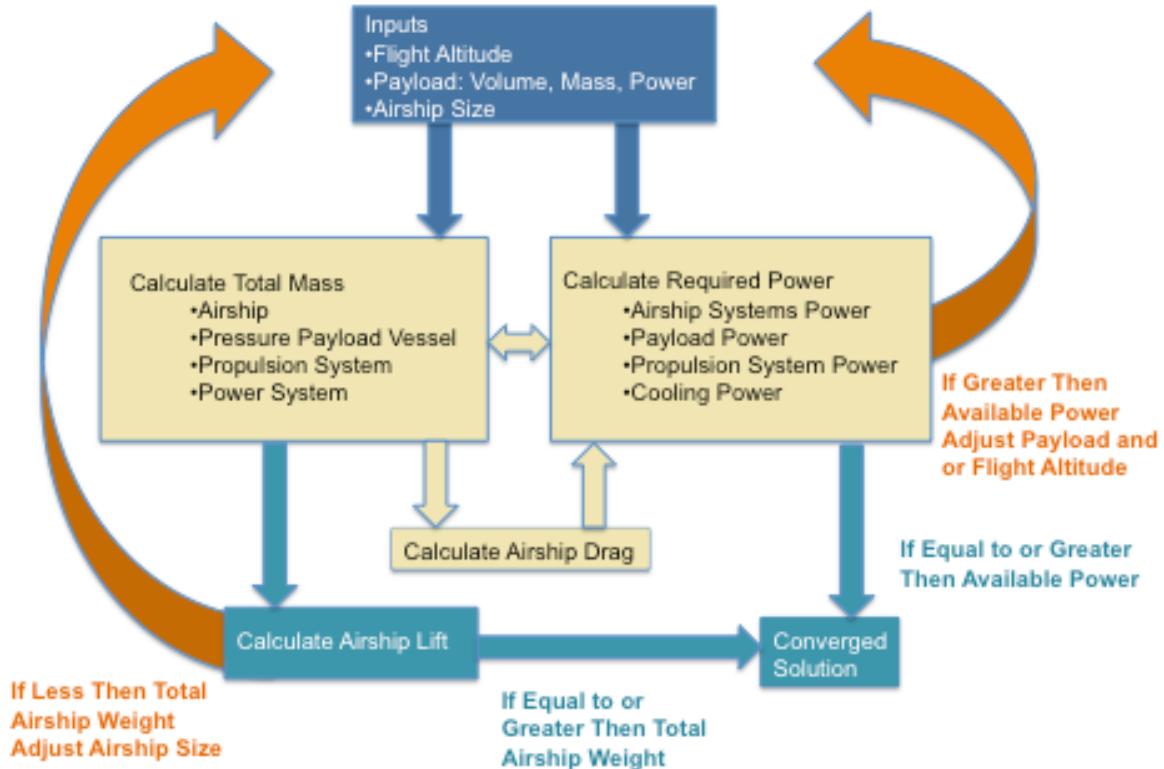 Inputs
•Flight Altitude
•Payload: Volume, Mass, Power
•Airship Size
Calculate Total Mass
•Airship
•Pressure Payload Vessel
•Propulsion System
•Power System
Calculate Required Power
•Airship Systems Power
•Payload Power
•Propulsion System Power
•Cooling Power
If Greater Then
Available Power
Adjust Payload and
or Flight Altitude
Calculate Airship Drag
If Equal to or Greater
Then Available Power
Calculate Airship Lift
Converged
Solution
If Less Then Total
Airship Weight
Adjust Airship Size
If Equal to or
Greater Then Total
Airship Weight